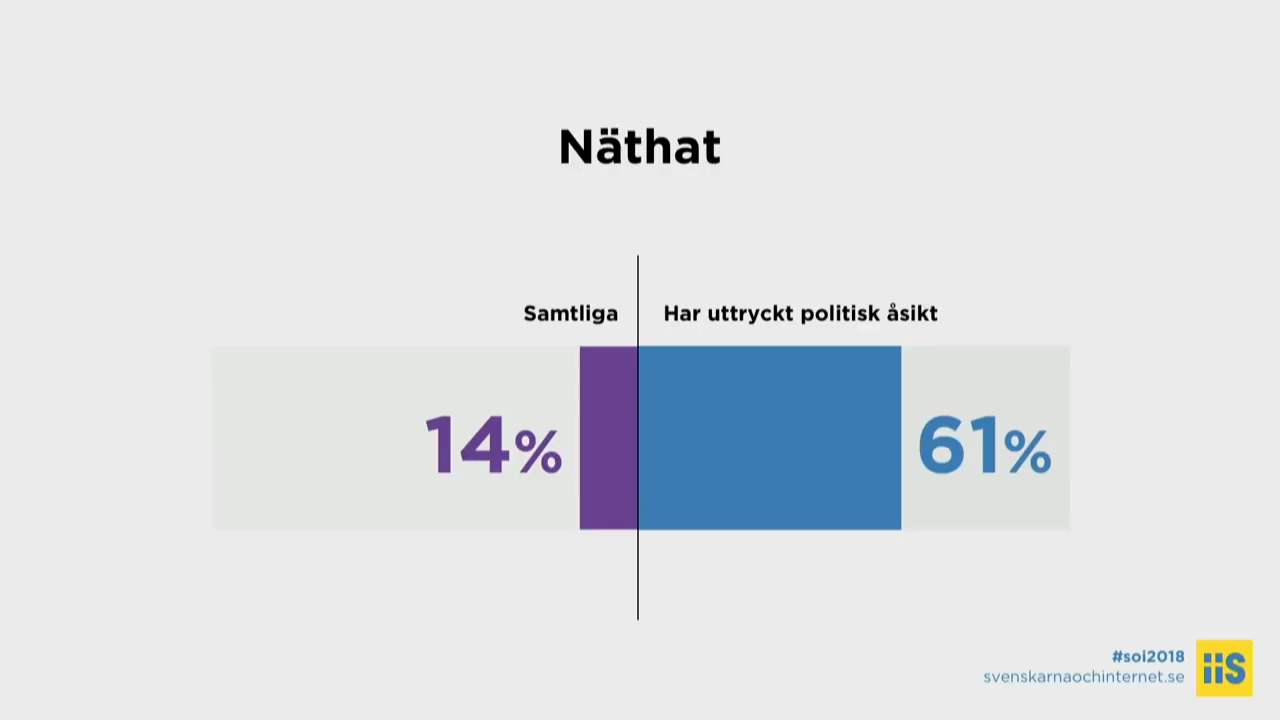 Näthat
Samtliga
Har uttryckt politisk åsikt
14%
61%
#soi2018
svenskarnaochinternet.se
iis